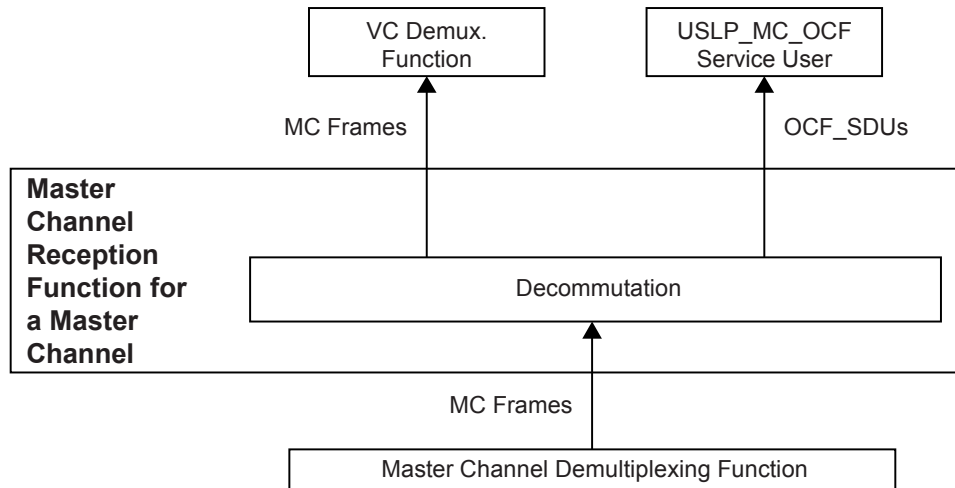 VC Demux.
Function
USLP_MC_OCF
Service User
MC Frames
OCF_SDUs
Master
Channel
Reception
Function for
a Master
Channel
Decommutation
MC Frames
Master Channel Demultiplexing Function